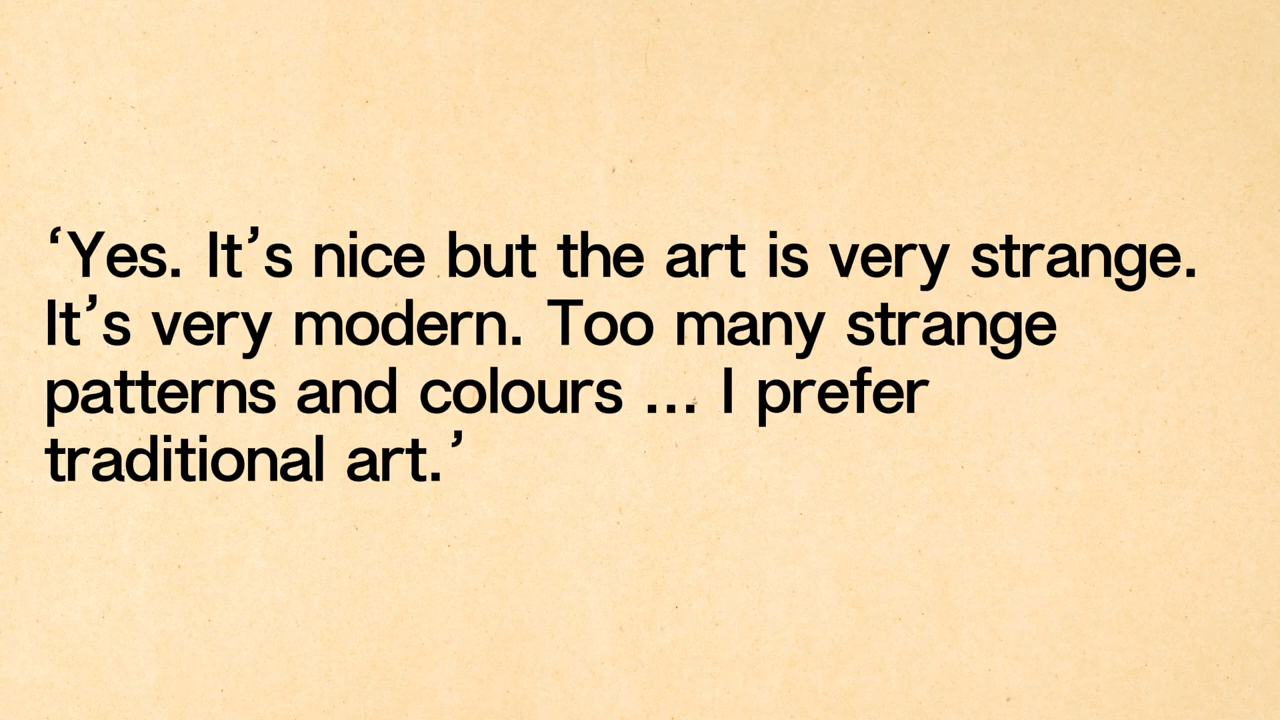 ‘Yes. It’s nice but the art is very strange.
It’s very modern. Too many strange
patterns and colours ... I prefer
traditional art.’